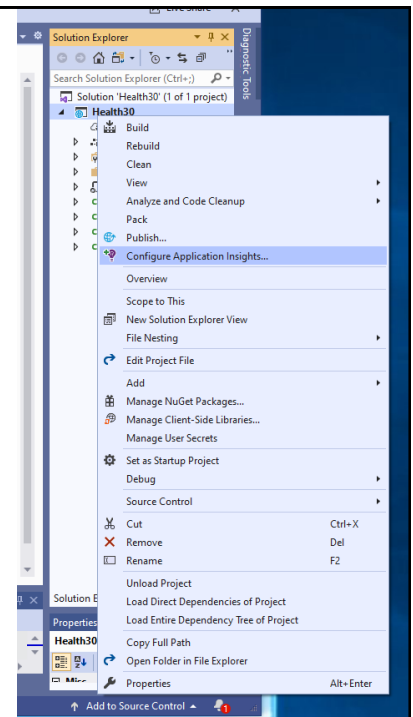 Live Share
Solution Explorer
Search Solution Explorer (Ctrl+;)
Diagnostic Tools
Solution 'Health30' (1 of 1 project)
Health30
Build
Rebuild
Clean
View
Analyze and Code Cleanup
Pack
Publish...
Configure Application Insights...
Overview
Scope to This
New Solution Explorer View
File Nesting
Edit Project File
Add
Manage NuGet Packages...
Manage Client-Side Libraries...
Manage User Secrets
Set as Startup Project
Debug
Source Control
Cut Ctrl+X
Remove Del
Rename F2
Unload Project
Solution E
Load Direct Dependencies of Project
Properties
Load Entire Dependency Tree of Project
Health30
Copy Full Path
Open Folder in File Explorer
Misc
Properties Alt+Enter
Add to Source Control
1